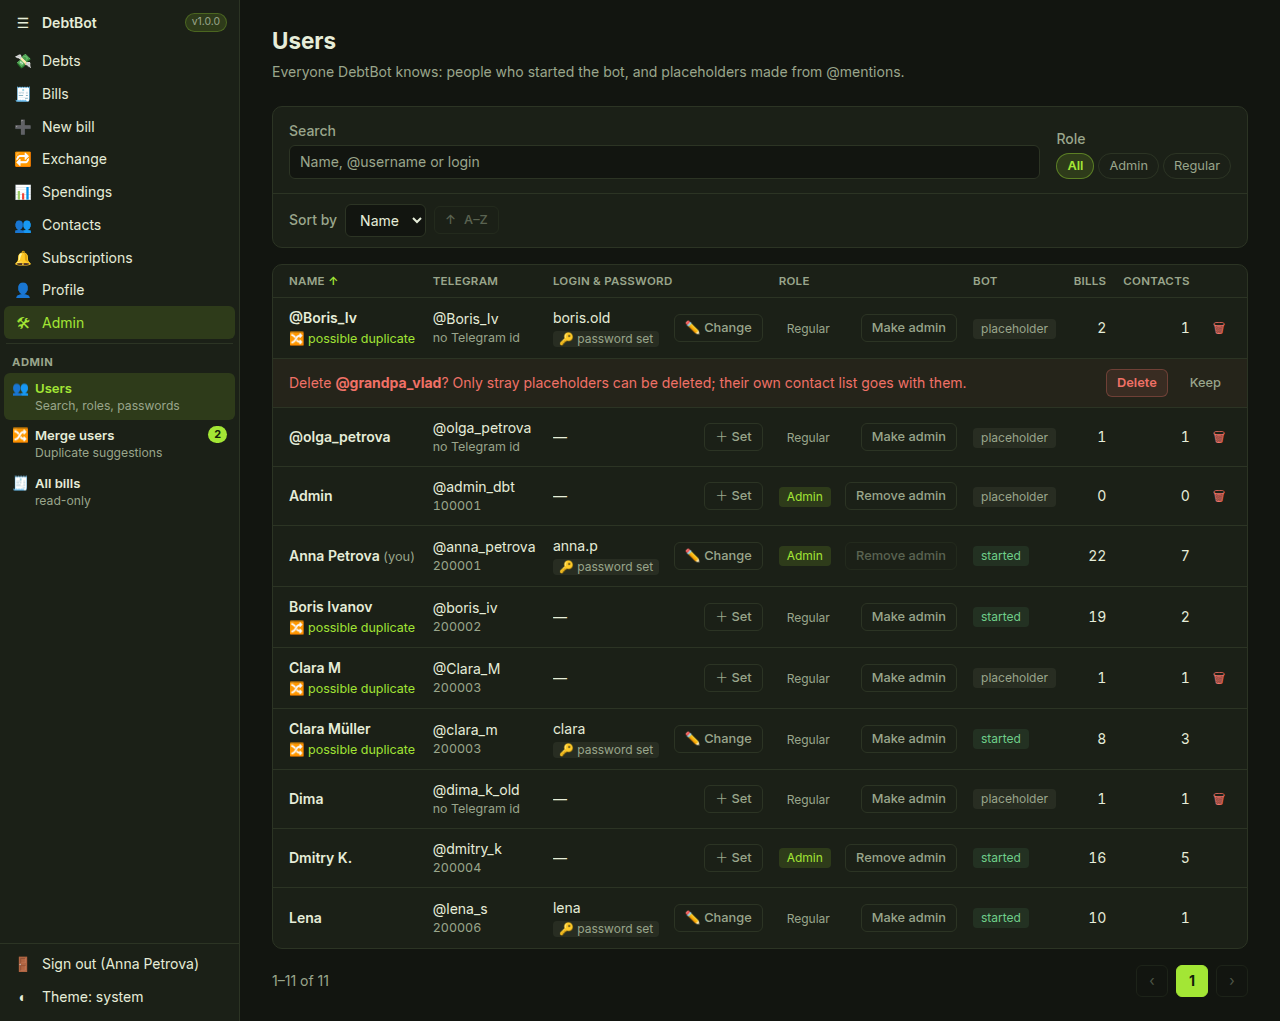 DebtBot v1.0.0
Debts
Bills
New bill
Exchange
Spendings
Contacts
Subscriptions
Profile
Admin
ADMIN
Users
Search, roles, passwords
Merge users 2
Duplicate suggestions
All bills
read-only
Sign out (Anna Petrova)
Theme: system
Users
Everyone DebtBot knows: people who started the bot, and placeholders made from @mentions.
Search
Name, @username or login
Role
All Admin Regular
Sort by Name ↑ A–Z
NAME ↑ TELEGRAM LOGIN & PASSWORD ROLE BOT BILLS CONTACTS
@Boris_Iv @Boris_Iv boris.old Change Regular Make admin placeholder 2 1
possible duplicate no Telegram id password set
Delete @grandpa_vlad? Only stray placeholders can be deleted; their own contact list goes with them. Delete Keep
@olga_petrova @olga_petrova — + Set Regular Make admin placeholder 1 1
no Telegram id
Admin @admin_dbt — + Set Admin Remove admin placeholder 0 0
100001
Anna Petrova (you) @anna_petrova anna.p Change Admin Remove admin started 22 7
200001 password set
Boris Ivanov @boris_iv — + Set Regular Make admin started 19 2
possible duplicate 200002
Clara M @Clara_M — + Set Regular Make admin placeholder 1 1
possible duplicate 200003
Clara Müller @clara_m clara Change Regular Make admin started 8 3
possible duplicate 200003 password set
Dima @dima_k_old — + Set Regular Make admin placeholder 1 1
no Telegram id
Dmitry K. @dmitry_k — + Set Admin Remove admin started 16 5
200004
Lena @lena_s lena Change Regular Make admin started 10 1
200006 password set
1–11 of 11 ‹ 1 ›